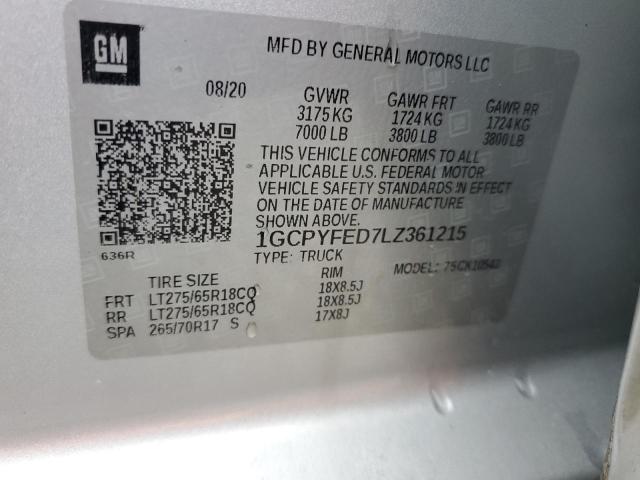 GM
MFD BY GENERAL MOTORS LLC
08/20
GVWR GAWR FRT GAWR RR
3175 KG 1724 KG 1724 KG
7000 LB 3800 LB 3800 LB
THIS VEHICLE CONFORMS TO ALL
APPLICABLE U.S. FEDERAL MOTOR
VEHICLE SAFETY STANDARDS IN EFFECT
ON THE DATE OF MANUFACTURE
SHOWN ABOVE.
1GCPYFED7LZ361215
636R
TYPE: TRUCK MODEL:
TIRE SIZE RIM
FRT LT275/65R18CQ 18X8.5J
RR LT275/65R18CQ 18X8.5J
SPA 265/70R17 S 17X8J